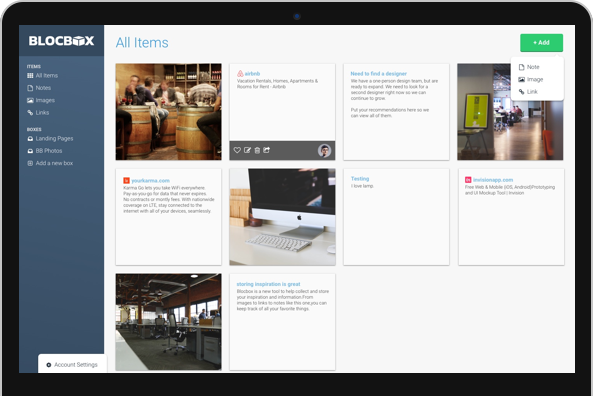 BLOCBOX
All Items
+ Add
Note
Image
Link
ITEMS
All Items
Notes
Images
Links
BOXES
Landing Pages
BB Photos
Add a new box
airbnb
Vacation Rentals, Homes, Apartments &
Rooms for Rent - Airbnb
Need to find a designer
We have a one-person design team, but are
ready to expand. We need to look for a
second designer right now so we can
continue to grow.
Put your recommendations here so we
can view all of them.
yourkarma.com
Karma Go lets you take WiFi everywhere.
Pay as you go for data that never expires
No contracts or montly fees. With nationwide
coverage on LTE, stay connected to the
internet with all of your devices, seamlessly.
Texting
I love lamp.
invisionapp.com
Free Web & Mobile (iOS, Android)Prototyping
and UI Mockup Tool | Invision
storing inspiration is great
Blocbox is a new tool to help collect and store
your inspiration and information.From
images to links to notes like this one,you can
keep track of all your favorite things.
Account Settings